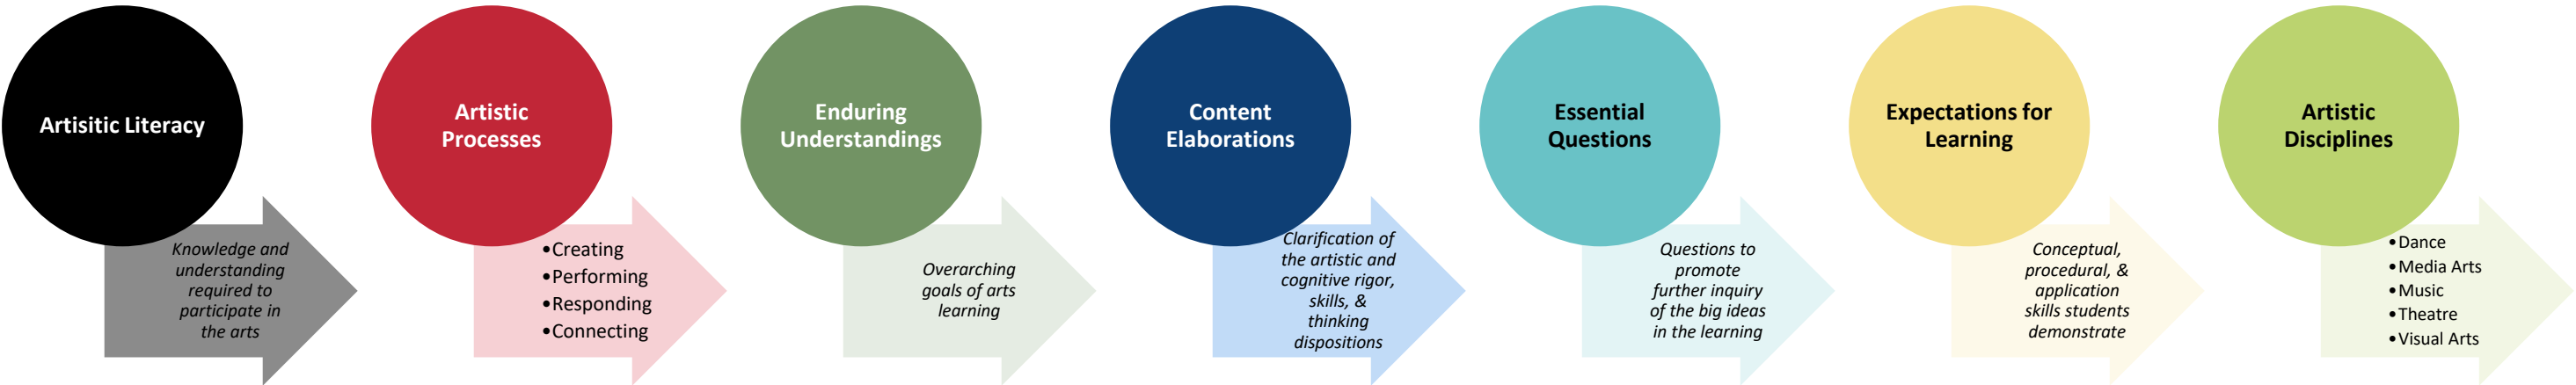 Artisitic Literacy
Knowledge and
understanding
required to
participate in
the arts
Artistic
Processes
•Creating
•Performing
•Responding
•Connecting
Enduring
Understandings
Overarching
goals of arts
learning
Content
Elaborations
Clarification of
the artistic and
cognitive rigor,
skills, &
thinking
dispositions
Essential
Questions
Questions to
promote
further inquiry
of the big ideas
in the learning
Expectations for
Learning
Conceptual,
procedural, &
application
skills students
demonstrate
Artistic
Disciplines
•Dance
•Media Arts
•Music
•Theatre
•Visual Arts